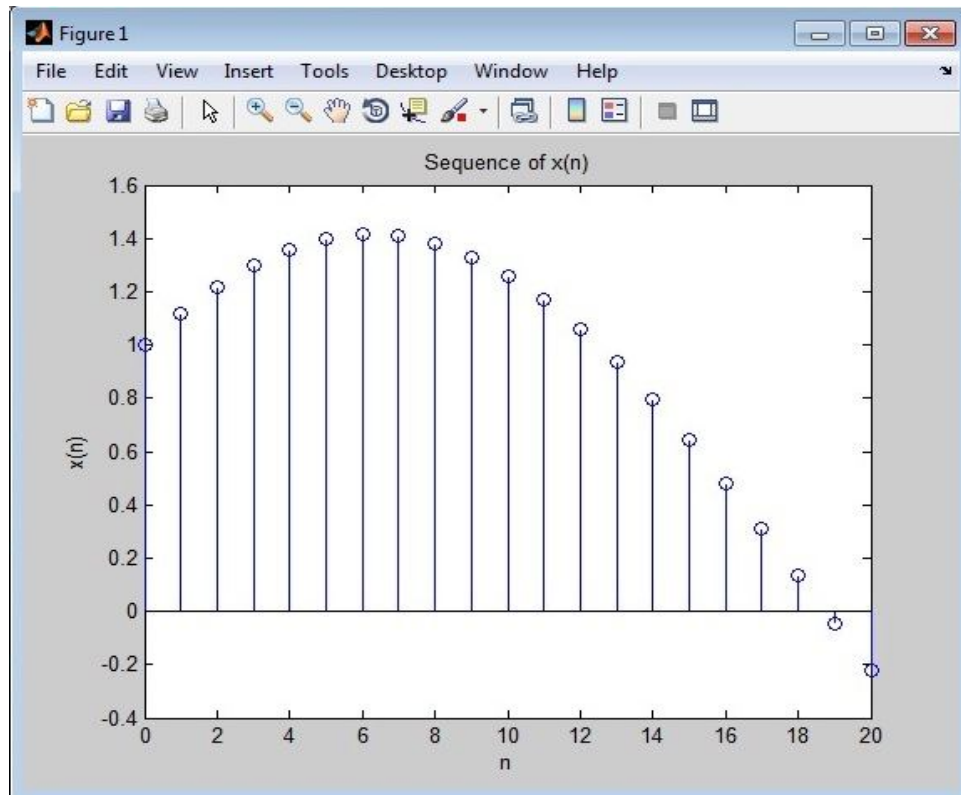 Figure 1
File Edit View Insert Tools Desktop Window Help
Sequence of x(n)
1.6
1.4
1.2
1
0.8
0.6
0.4
0.2
0
-0.2
-0.4
x(n)
0 2 4 6 8 10 12 14 16 18 20
n